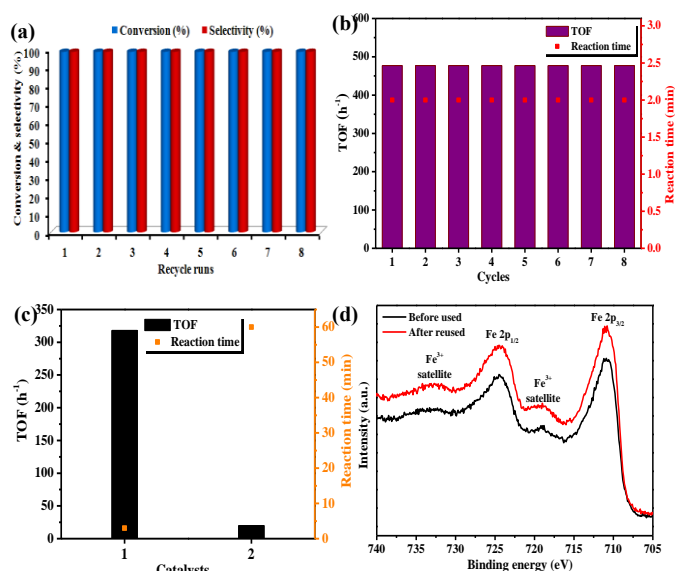 (a)
Conversion (%) Selectivity (%)
Conversion & selectivity (%)
100
90
80
70
60
50
40
30
20
10
0
1 2 3 4 5 6 7 8
Recycle runs
(b)
TOF
Reaction time
TOF (h-1)
600
500
400
300
200
100
0
3.0
2.5
2.0
1.5
1.0
0.5
0.0
Reaction time (min)
1 2 3 4 5 6 7 8
Cycles
(c)
TOF
Reaction time
TOF (h-1)
350
300
250
200
150
100
50
0
60
50
40
30
20
10
0
Reaction time (min)
1 2
Catalysts
(d)
Before used
After reused
Fe 2p3/2
Fe 2p1/2
Fe3+
satellite
Fe3+
satellite
Intensity (a.u.)
740 735 730 725 720 715 710 705
Binding energy (eV)